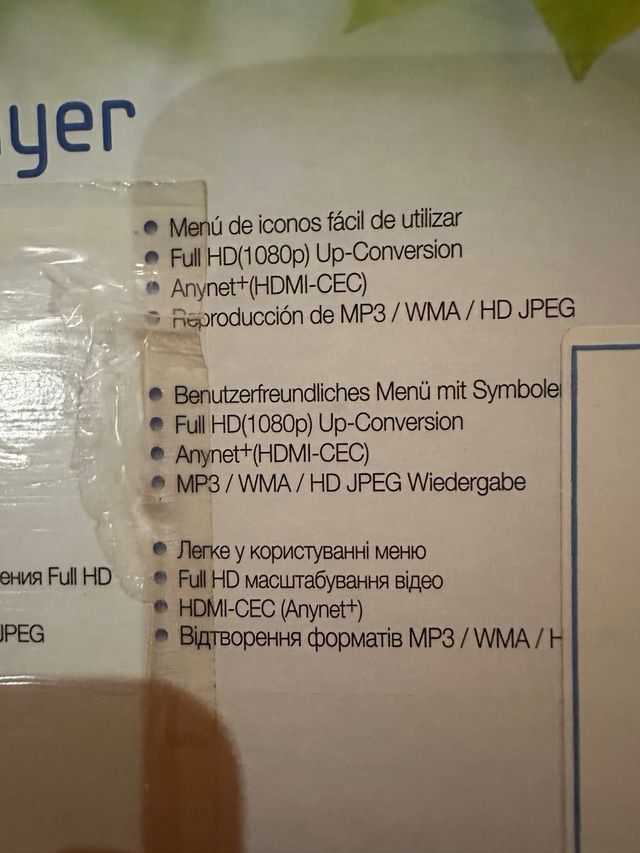 yer
Menú de iconos fácil de utilizar
Full HD(1080p) Up-Conversion
Anynet+(HDMI-CEC)
Reproducción de MP3 / WMA / HD JPEG
Benutzerfreundliches Menü mit Symbole
Full HD(1080p) Up-Conversion
Anynet+(HDMI-CEC)
MP3 / WMA / HD JPEG Wiedergabe
Легке у користуванні меню
ения Full HD
Full HD масштабування відео
HDMI-CEC (Anynet+)
JPEG
Відтворення форматів MP3 / WMA / H